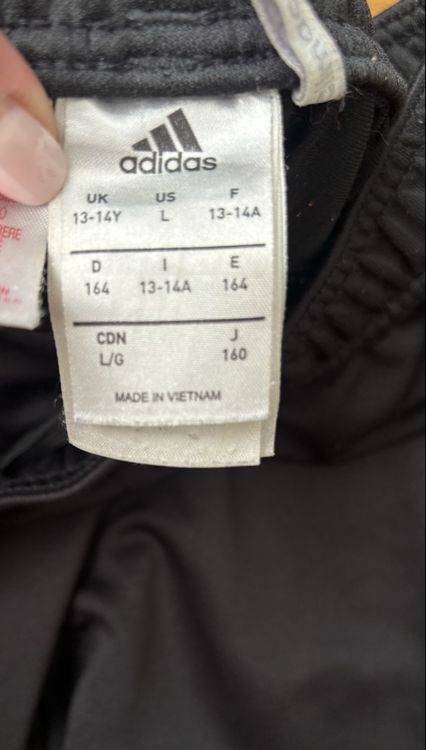 adidas
UK US F
13-14Y L 13-14A
D I E
164 13-14A 164
CDN J
L/G 160
MADE IN VIETNAM